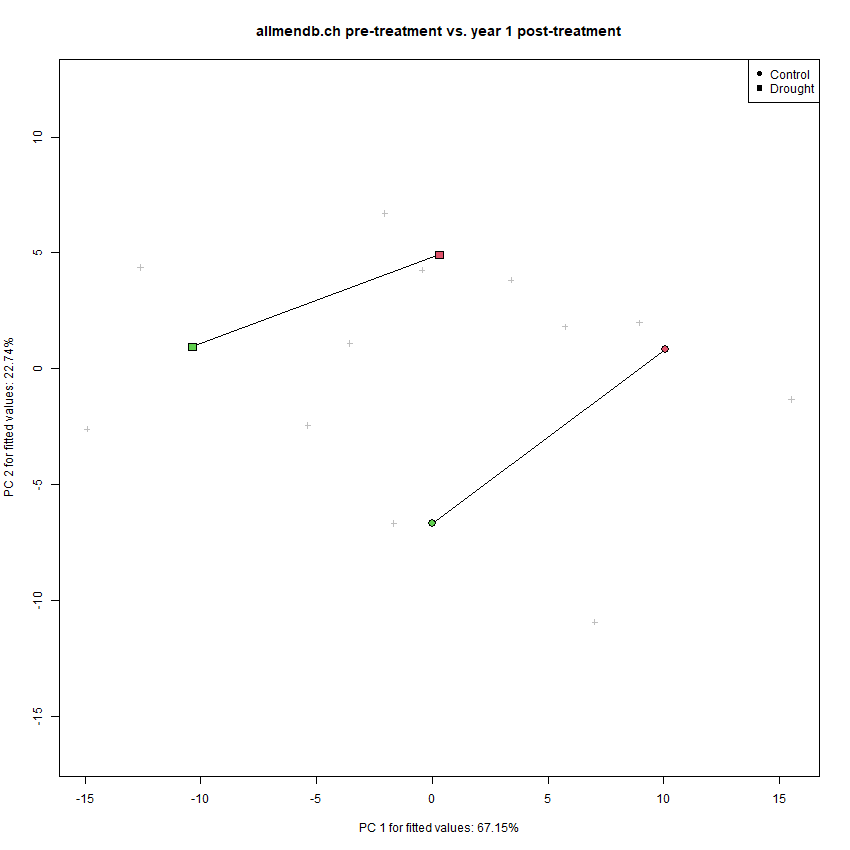 allmendb.ch pre-treatment vs. year 1 post-treatment
Control
Drought
10
5
0
-5
-10
-15
PC 2 for fitted values: 22.74%
-15
-10
-5
0
5
10
15
PC 1 for fitted values: 67.15%